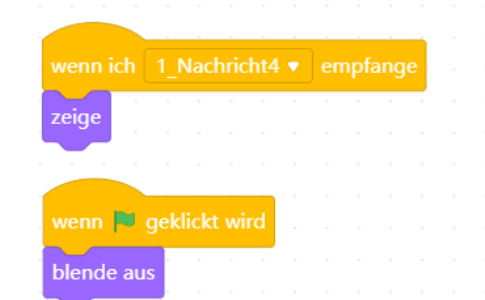 wenn ich 1_Nachricht4 empfange
zeige
wenn geklickt wird
blende aus